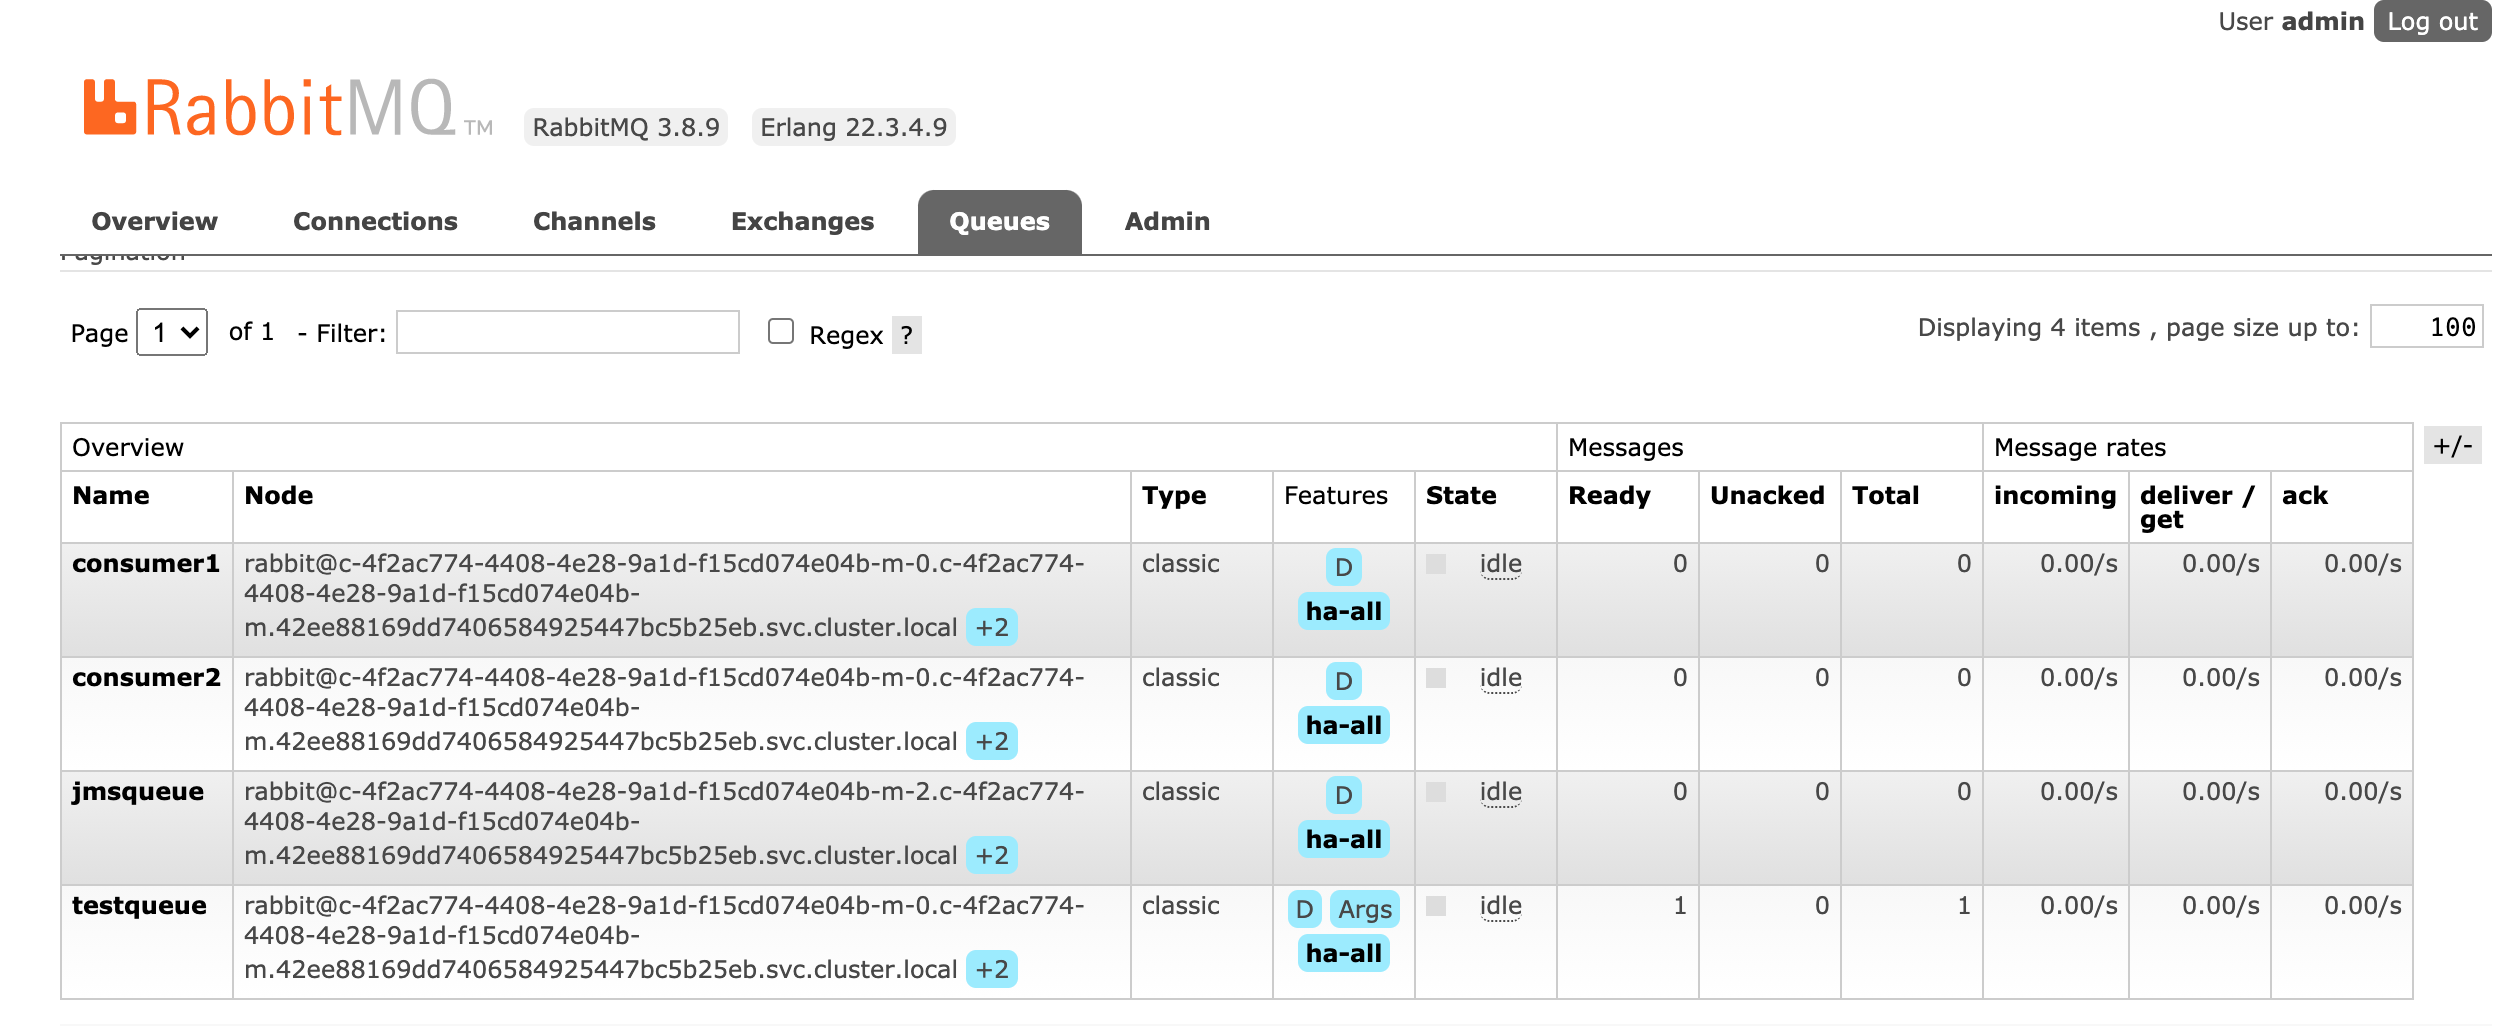 User admin Log out
RabbitMQ TM RabbitMQ 3.8.9 Erlang 22.3.4.9
Overview Connections Channels Exchanges Queues Admin
Pagination
Page 1 of 1 - Filter: Regex ? Displaying 4 items , page size up to: 100
Overview Messages Message rates +/-
Name Node Type Features State Ready Unacked Total incoming deliver / ack
get
consumer1 rabbit@c-4f2ac774-4408-4e28-9a1d-f15cd074e04b-m-0.c-4f2ac774- classic D idle 0 0 0 0.00/s 0.00/s 0.00/s
4408-4e28-9a1d-f15cd074e04b- ha-all
m.42ee88169dd7406584925447bc5b25eb.svc.cluster.local +2
consumer2 rabbit@c-4f2ac774-4408-4e28-9a1d-f15cd074e04b-m-0.c-4f2ac774- classic D idle 0 0 0 0.00/s 0.00/s 0.00/s
4408-4e28-9a1d-f15cd074e04b- ha-all
m.42ee88169dd7406584925447bc5b25eb.svc.cluster.local +2
jmsqueue rabbit@c-4f2ac774-4408-4e28-9a1d-f15cd074e04b-m-2.c-4f2ac774- classic D idle 0 0 0 0.00/s 0.00/s 0.00/s
4408-4e28-9a1d-f15cd074e04b- ha-all
m.42ee88169dd7406584925447bc5b25eb.svc.cluster.local +2
testqueue rabbit@c-4f2ac774-4408-4e28-9a1d-f15cd074e04b-m-0.c-4f2ac774- classic D Args idle 1 0 1 0.00/s 0.00/s 0.00/s
4408-4e28-9a1d-f15cd074e04b- ha-all
m.42ee88169dd7406584925447bc5b25eb.svc.cluster.local +2